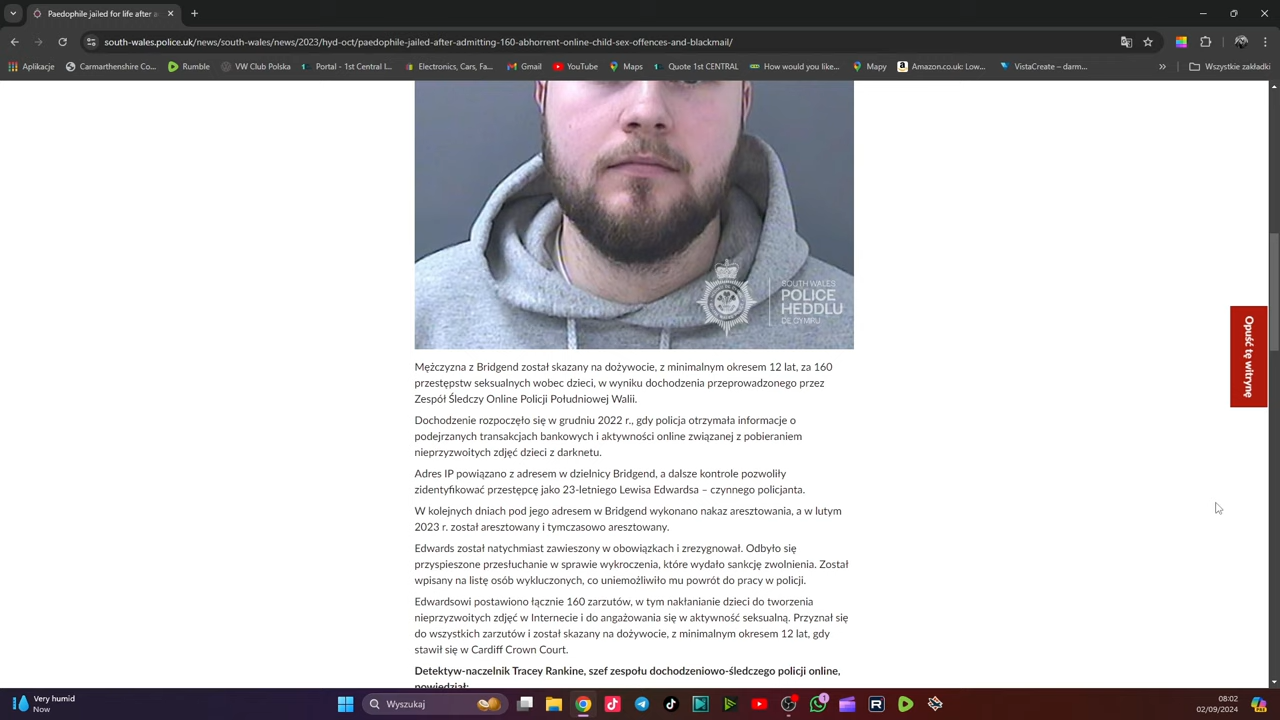 Paedophile jailed for life after a
south-wales.police.uk/news/south-wales/news/2023/hyd-oct/paedophile-jailed-after-admitting-160-abhorrent-online-child-sex-offences-and-blackmail/
Aplikacje Carmarthenshire Co... Rumble VW Club Polska Portal - 1st Central I... Electronics, Cars, Fa... Gmail YouTube Maps Quote 1st CENTRAL How would you like... Mapy Amazon.co.uk: Low... VistaCreate – darm... Wszystkie zakładki
SOUTH WALES
POLICE
HEDDLU
DE CYMRU
Opuść tę witrynę
Mężczyzna z Bridgend został skazany na dożywocie, z minimalnym okresem 12 lat, za 160
przestępstw seksualnych wobec dzieci, w wyniku dochodzenia przeprowadzonego przez
Zespół Śledczy Online Policji Południowej Walii.
Dochodzenie rozpoczęło się w grudniu 2022 r., gdy policja otrzymała informacje o
podejrzanych transakcjach bankowych i aktywności online związanej z pobieraniem
nieprzyzwoitych zdjęć dzieci z darknetu.
Adres IP powiązano z adresem w dzielnicy Bridgend, a dalsze kontrole pozwoliły
zidentyfikować przestępcę jako 23-letniego Lewisa Edwardsa – czynnego policjanta.
W kolejnych dniach pod jego adresem w Bridgend wykonano nakaz aresztowania, a w lutym
2023 r. został aresztowany i tymczasowo aresztowany.
Edwards został natychmiast zawieszony w obowiązkach i zrezygnował. Odbyło się
przyspieszone przesłuchanie w sprawie wykroczenia, które wydało sankcję zwolnienia. Został
wpisany na listę osób wykluczonych, co uniemożliwiło mu powrót do pracy w policji.
Edwardsowi postawiono łącznie 160 zarzutów, w tym nakłanianie dzieci do tworzenia
nieprzyzwoitych zdjęć w Internecie i do angażowania się w aktywność seksualną. Przyznał się
do wszystkich zarzutów i został skazany na dożywocie, z minimalnym okresem 12 lat, gdy
stawił się w Cardiff Crown Court.
Detektyw-naczelnik Tracey Rankine, szef zespołu dochodzeniowo-śledczego policji online,
powiedział:
Very humid
Now
Wyszukaj
1
08:02
02/09/2024